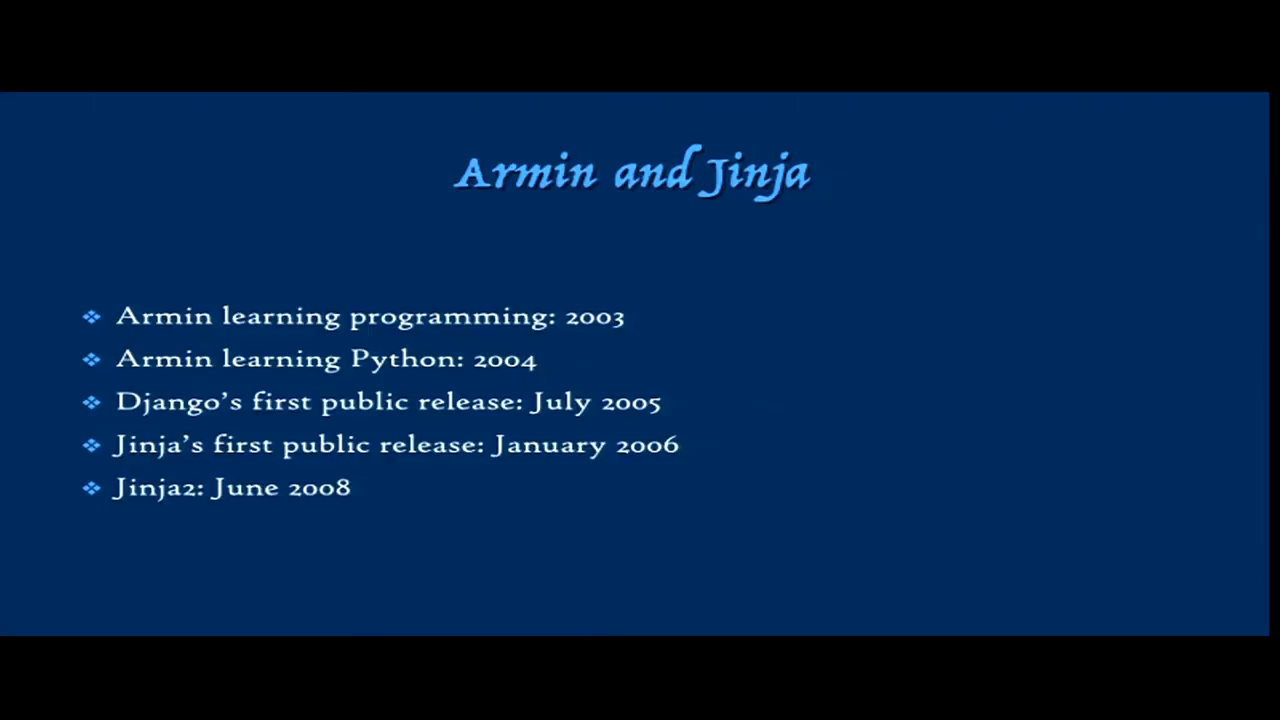 Armin and Jinja
❖ Armin learning programming: 2003
❖ Armin learning Python: 2004
❖ Django’s first public release: July 2005
❖ Jinja’s first public release: January 2006
❖ Jinja2: June 2008